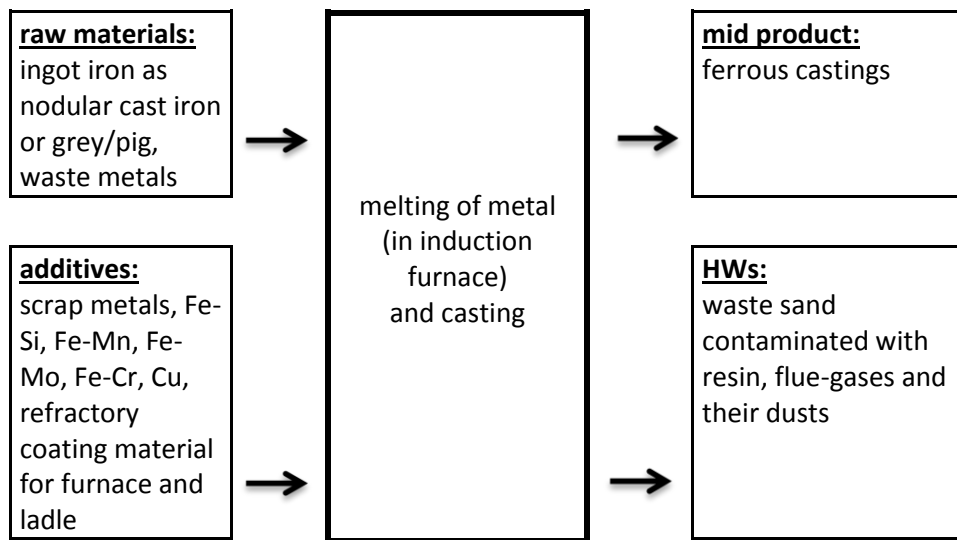 raw materials:
ingot iron as
nodular cast iron
or grey/pig,
waste metals
additives:
scrap metals, Fe-
Si, Fe-Mn, Fe-
Mo, Fe-Cr, Cu,
refractory
coating material
for furnace and
ladle
melting of metal
(in induction
furnace)
and casting
mid product:
ferrous castings
HWs:
waste sand
contaminated with
resin, flue-gases and
their dusts